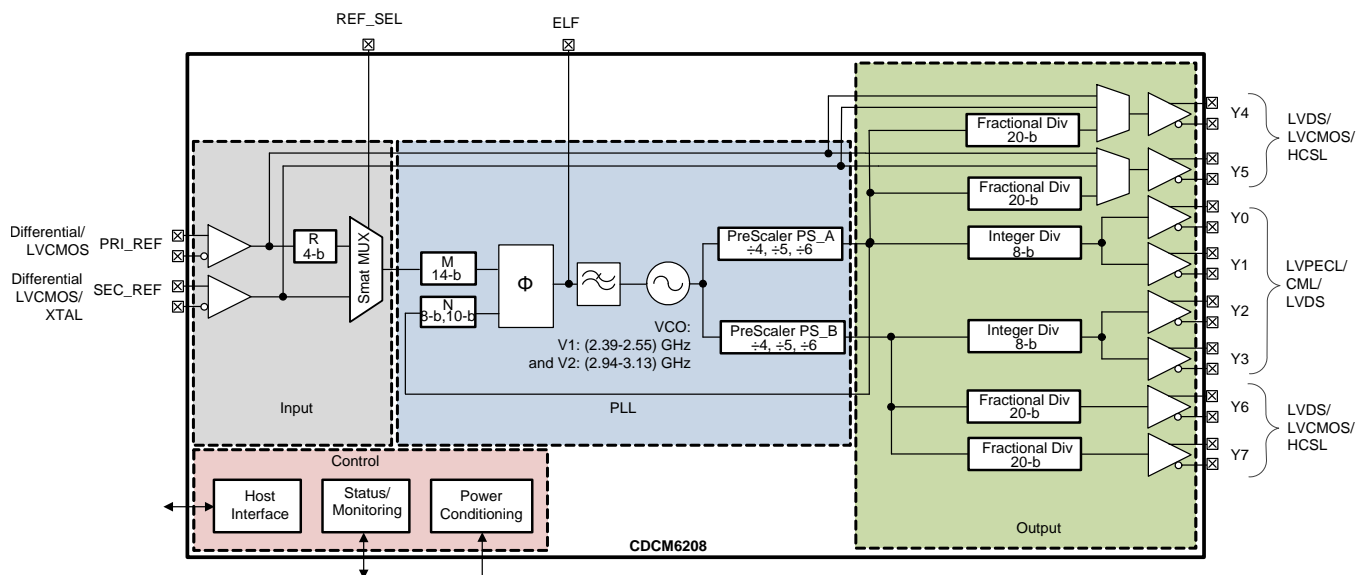 REF_SEL
ELF
Differential/
LVCMOS
PRI_REF
Differential
LVCMOS/
XTAL
SEC_REF
R
4-b
Smat MUX
Input
M
14-b
N
8-b,10-b
Φ
VCO:
V1: (2.39-2.55) GHz
and V2: (2.94-3.13) GHz
PreScaler PS_A
÷4, ÷5, ÷6
PreScaler PS_B
÷4, ÷5, ÷6
PLL
Fractional Div
20-b
Fractional Div
20-b
Integer Div
8-b
Integer Div
8-b
Fractional Div
20-b
Fractional Div
20-b
Output
Y4
Y5
Y0
Y1
Y2
Y3
Y6
Y7
LVDS/
LVCMOS/
HCSL
LVPECL/
CML/
LVDS
LVDS/
LVCMOS/
HCSL
Control
Host
Interface
Status/
Monitoring
Power
Conditioning
CDCM6208